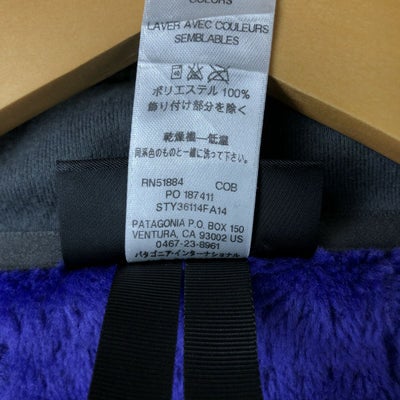 COLORS
LAVER AVEC COULEURS
SEMBLABLES
40
ポリエステル 100%
飾り付け部分を除く
乾燥機―低温
同系色のものと一緒に洗って下さい。
RN51884 COB
PO 187411
STY36114FA14
PATAGONIA P.O. BOX 150
VENTURA, CA 93002 US
0467-23-8961
パタゴニア・インターナショナル